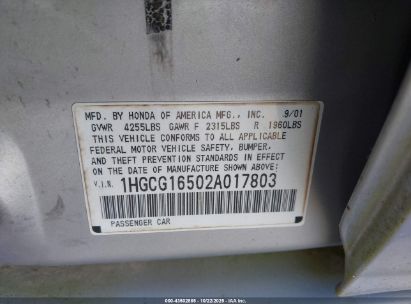 MFD. BY HONDA OF AMERICA MFG., INC. 9/01
GVWR 4255LBS GAWR F 2315LBS R 1960LBS
THIS VEHICLE CONFORMS TO ALL APPLICABLE
FEDERAL MOTOR VEHICLE SAFETY, BUMPER,
AND THEFT PREVENTION STANDARDS IN EFFECT
ON THE DATE OF MANUFACTURE SHOWN ABOVE:
V.I.N. 1HGCG16502A017803
PASSENGER CAR